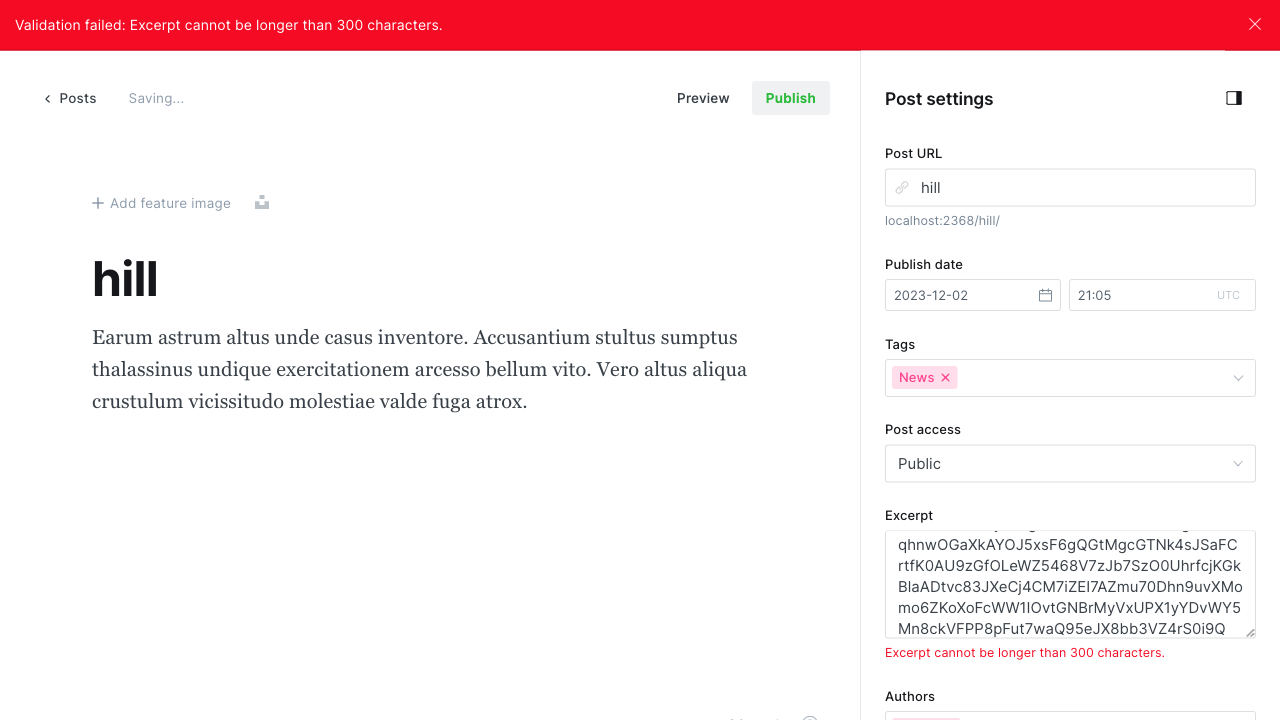 Validation failed: Excerpt cannot be longer than 300 characters.
Posts
Saving...
Preview
Publish
Post settings
Add feature image
hill
Earum astrum altus unde casus inventore. Accusantium stultus sumptus
thalassinus undique exercitationem arcesso bellum vito. Vero altus aliqua
crustulum vicissitudo molestiae valde fuga atrox.
Post URL
hill
localhost:2368/hill/
Publish date
2023-12-02
21:05
UTC
Tags
News
Post access
Public
Excerpt
qhnwOGaXkAYOJ5xsF6gQGtMgcGTNk4sJSaFC
rtfK0AU9zGfOLeWZ5468V7zJb7SzO0UhrfcjKGk
BlaADtvc83JXeCj4CM7iZEI7AZmu70Dhn9uvXMo
mo6ZKoXoFcWW1IOvtGNBrMyVxUPX1yYDvWY5
Mn8ckVFPP8pFut7waQ95eJX8bb3VZ4rS0i9Q
Excerpt cannot be longer than 300 characters.
Authors